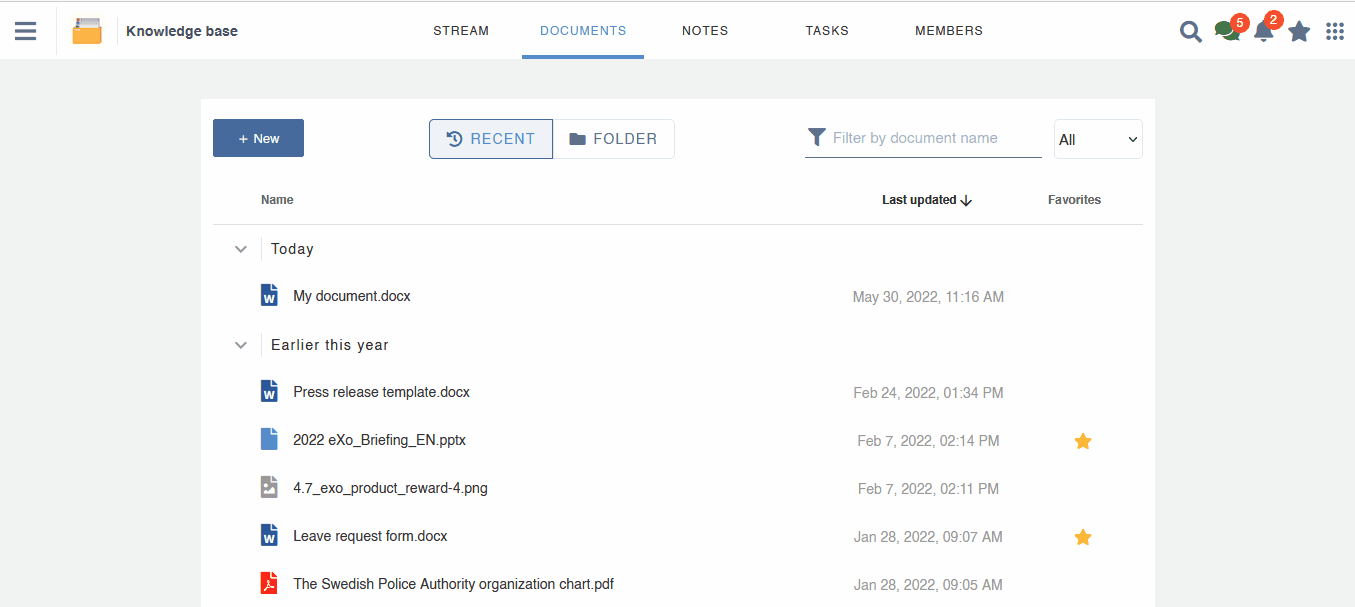 Knowledge base
STREAM DOCUMENTS NOTES TASKS MEMBERS
5 2
+ New
RECENT FOLDER
Filter by document name
All
Name Last updated Favorites
Today
My document.docx May 30, 2022, 11:16 AM
Earlier this year
Press release template.docx Feb 24, 2022, 01:34 PM
2022 eXo_Briefing_EN.pptx Feb 7, 2022, 02:14 PM
4.7_exo_product_reward-4.png Feb 7, 2022, 02:11 PM
Leave request form.docx Jan 28, 2022, 09:07 AM
The Swedish Police Authority organization chart.pdf Jan 28, 2022, 09:05 AM